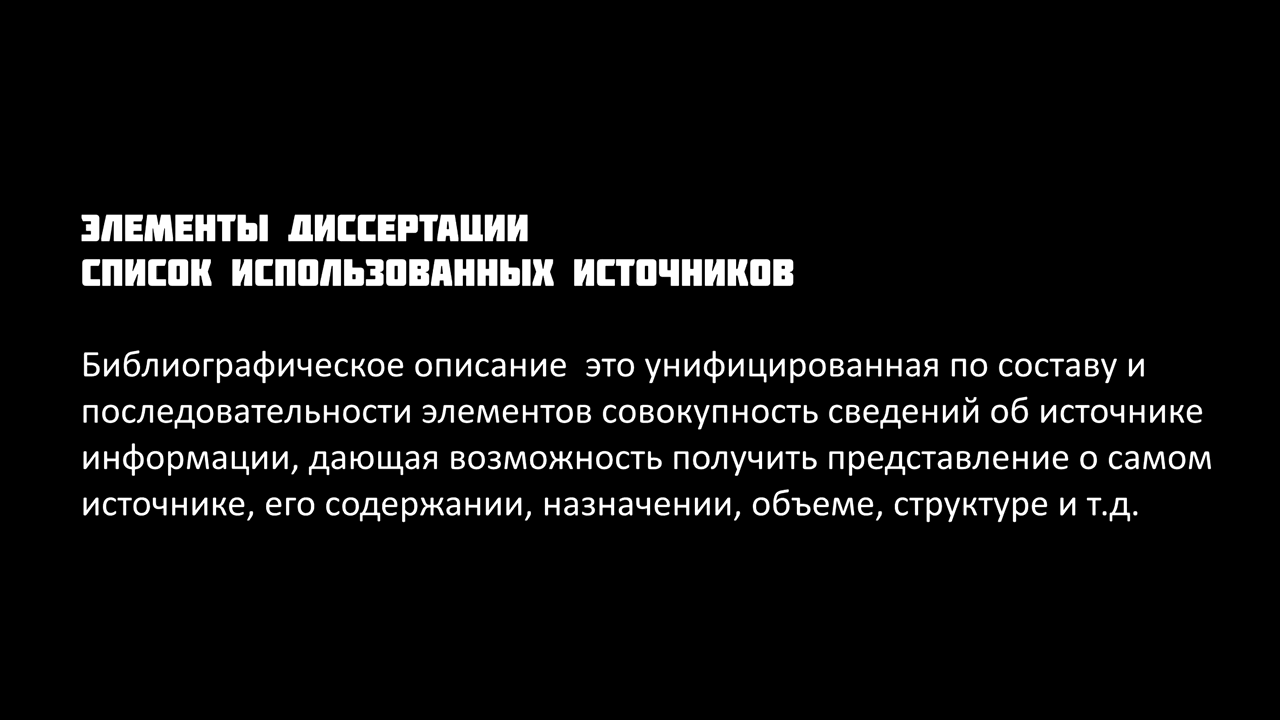 ЭЛЕМЕНТЫ ДИССЕРТАЦИИ
СПИСОК ИСПОЛЬЗОВАННЫХ ИСТОЧНИКОВ
Библиографическое описание это унифицированная по составу и
последовательности элементов совокупность сведений об источнике
информации, дающая возможность получить представление о самом
источнике, его содержании, назначении, объеме, структуре и т.д.